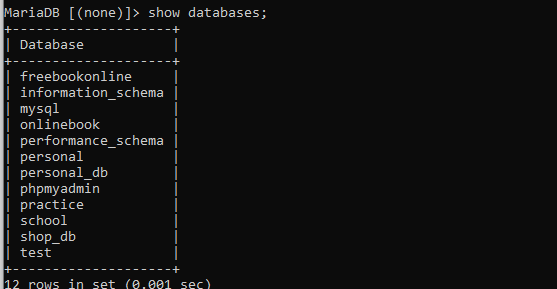 MariaDB [(none)]> show databases;
+--------------------+
| Database           |
+--------------------+
| freebookonline     |
| information_schema |
| mysql              |
| onlinebook         |
| performance_schema |
| personal           |
| personal_db        |
| phpmyadmin         |
| practice           |
| school             |
| shop_db            |
| test               |
+--------------------+
12 rows in set (0.001 sec)